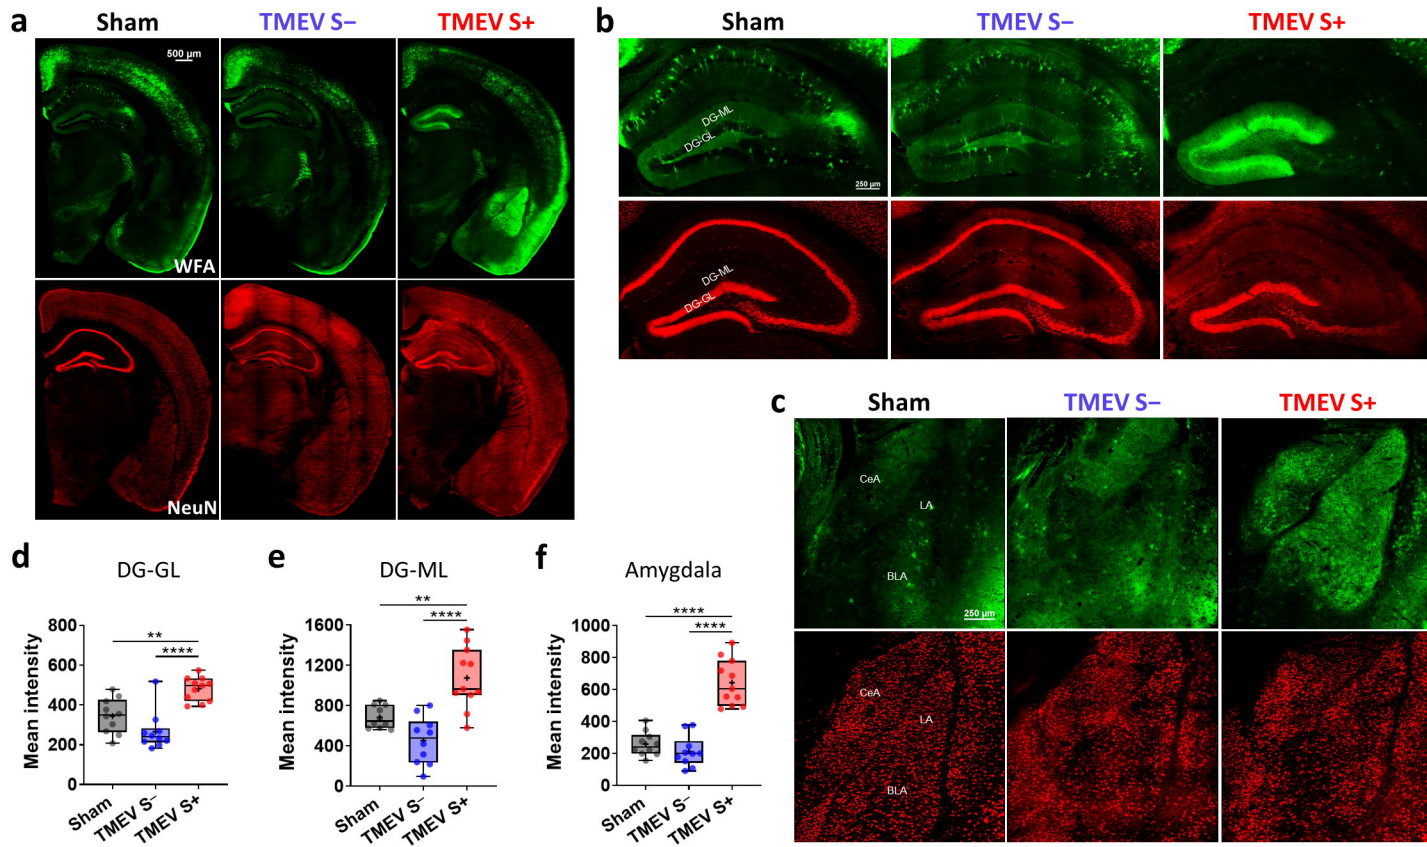 a
Sham
TMEV S−
TMEV S+
500 µm
WFA
NeuN
b
Sham
TMEV S−
TMEV S+
DG-ML
DG-GL
250 µm
DG-ML
DG-GL
c
Sham
TMEV S−
TMEV S+
CeA
LA
BLA
250 µm
CeA
LA
BLA
d
DG-GL
Mean intensity
800
600
400
200
0
**
****
Sham
TMEV S−
TMEV S+
e
DG-ML
Mean intensity
1600
1200
800
400
0
**
****
Sham
TMEV S−
TMEV S+
f
Amygdala
Mean intensity
1000
800
600
400
200
0
****
****
Sham
TMEV S−
TMEV S+